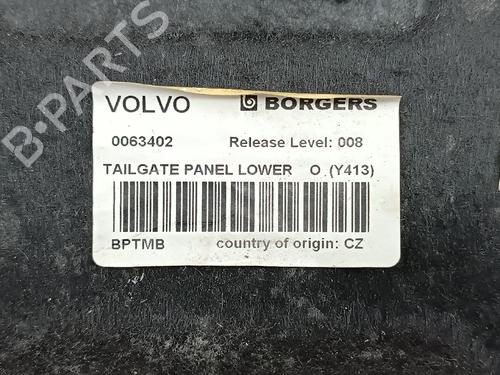 B-PARTS
VOLVO BORGERS
0063402 Release Level: 008
TAILGATE PANEL LOWER O (Y413)
BPTMB country of origin: CZ